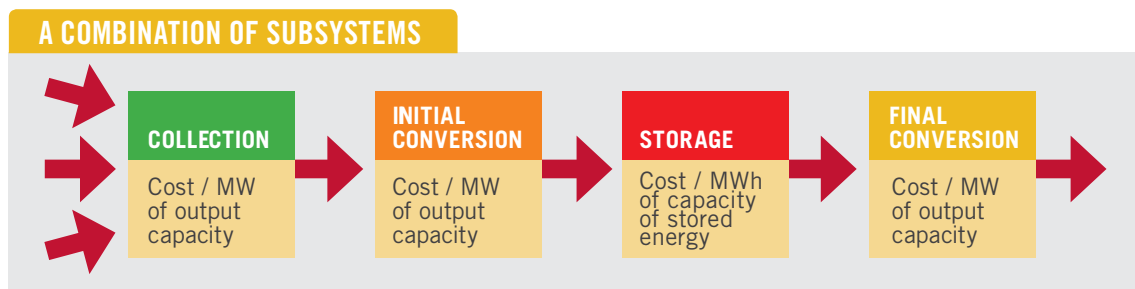 A COMBINATION OF SUBSYSTEMS
COLLECTION
Cost / MW
of output
capacity
INITIAL
CONVERSION
Cost / MW
of output
capacity
STORAGE
Cost / MWh
of capacity
of stored
energy
FINAL
CONVERSION
Cost / MW
of output
capacity